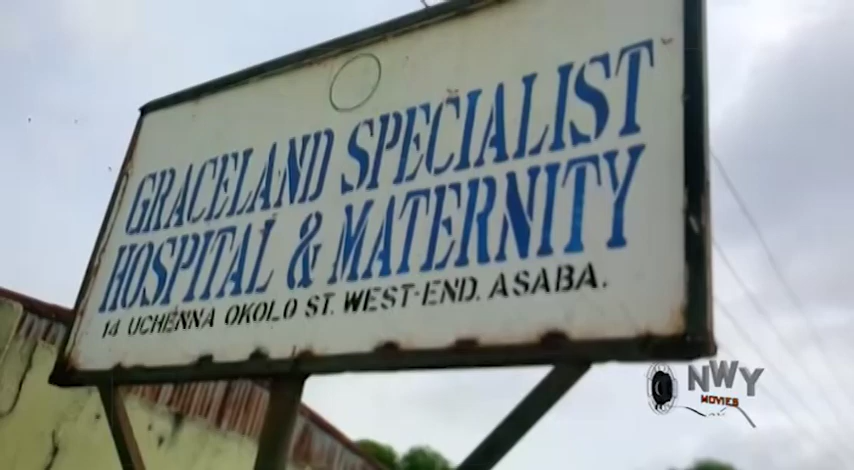 GRACELAND SPECIALIST
HOSPITAL & MATERNITY
14 UCHENNA OKOLO ST. WEST-END. ASABA.
NWY
MOVIES